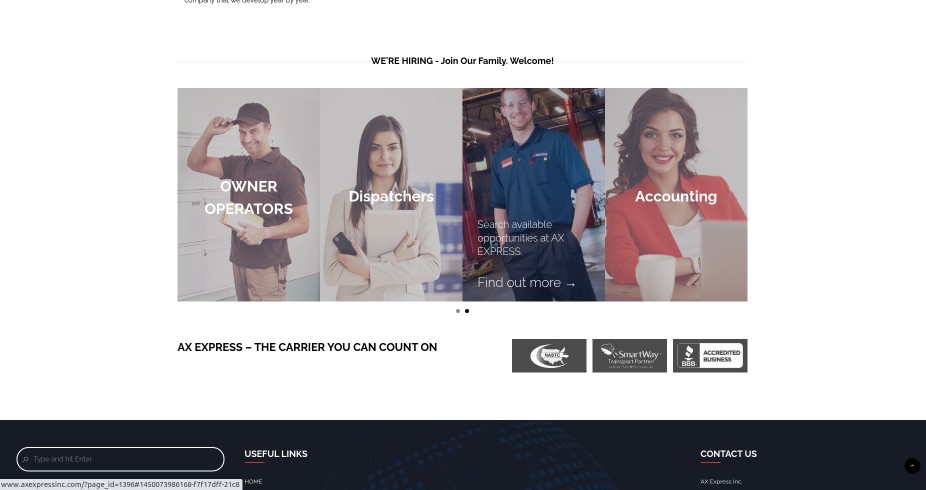 company that we develop year by year.
WE'RE HIRING - Join Our Family. Welcome!
OWNER
OPERATORS
Dispatchers
Search available
opportunities at AX
EXPRESS
Find out more →
Accounting
AX EXPRESS – THE CARRIER YOU CAN COUNT ON
NASTC
SmartWay
Transport Partner
BBB
ACCREDITED
BUSINESS
Type and hit Enter
USEFUL LINKS
CONTACT US
HOME
AX Express Inc.
www.axexpressinc.com/?page_id=1396#1450073986168-f7f17dff-21c8